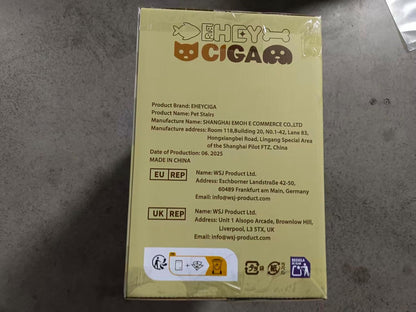 EHEY
CIGA
Product Brand: EHEYCIGA
Product Name: Pet Stairs
Manufacture Name: SHANGHAI EMOH E COMMERCE CO.,LTD
Manufacture address: Room 118,Building 20, N0.1-42, Lane 83,
Hongxiangbei Road, Lingang Special Area
of the Shanghai Pilot FTZ, China
Date of Production: 06. 2025
MADE IN CHINA
EU REP
Name: WSJ Product Ltd.
Address: Eschborner Landstraße 42-50,
60489 Frankfurt am Main, Germany
Email: info@wsj-product.com
UK REP
Name: WSJ Product Ltd.
Address: Unit 1 Alsopo Arcade, Brownlow Hill,
Liverpool, L3 5TX, UK
Email: info@wsj-product.com